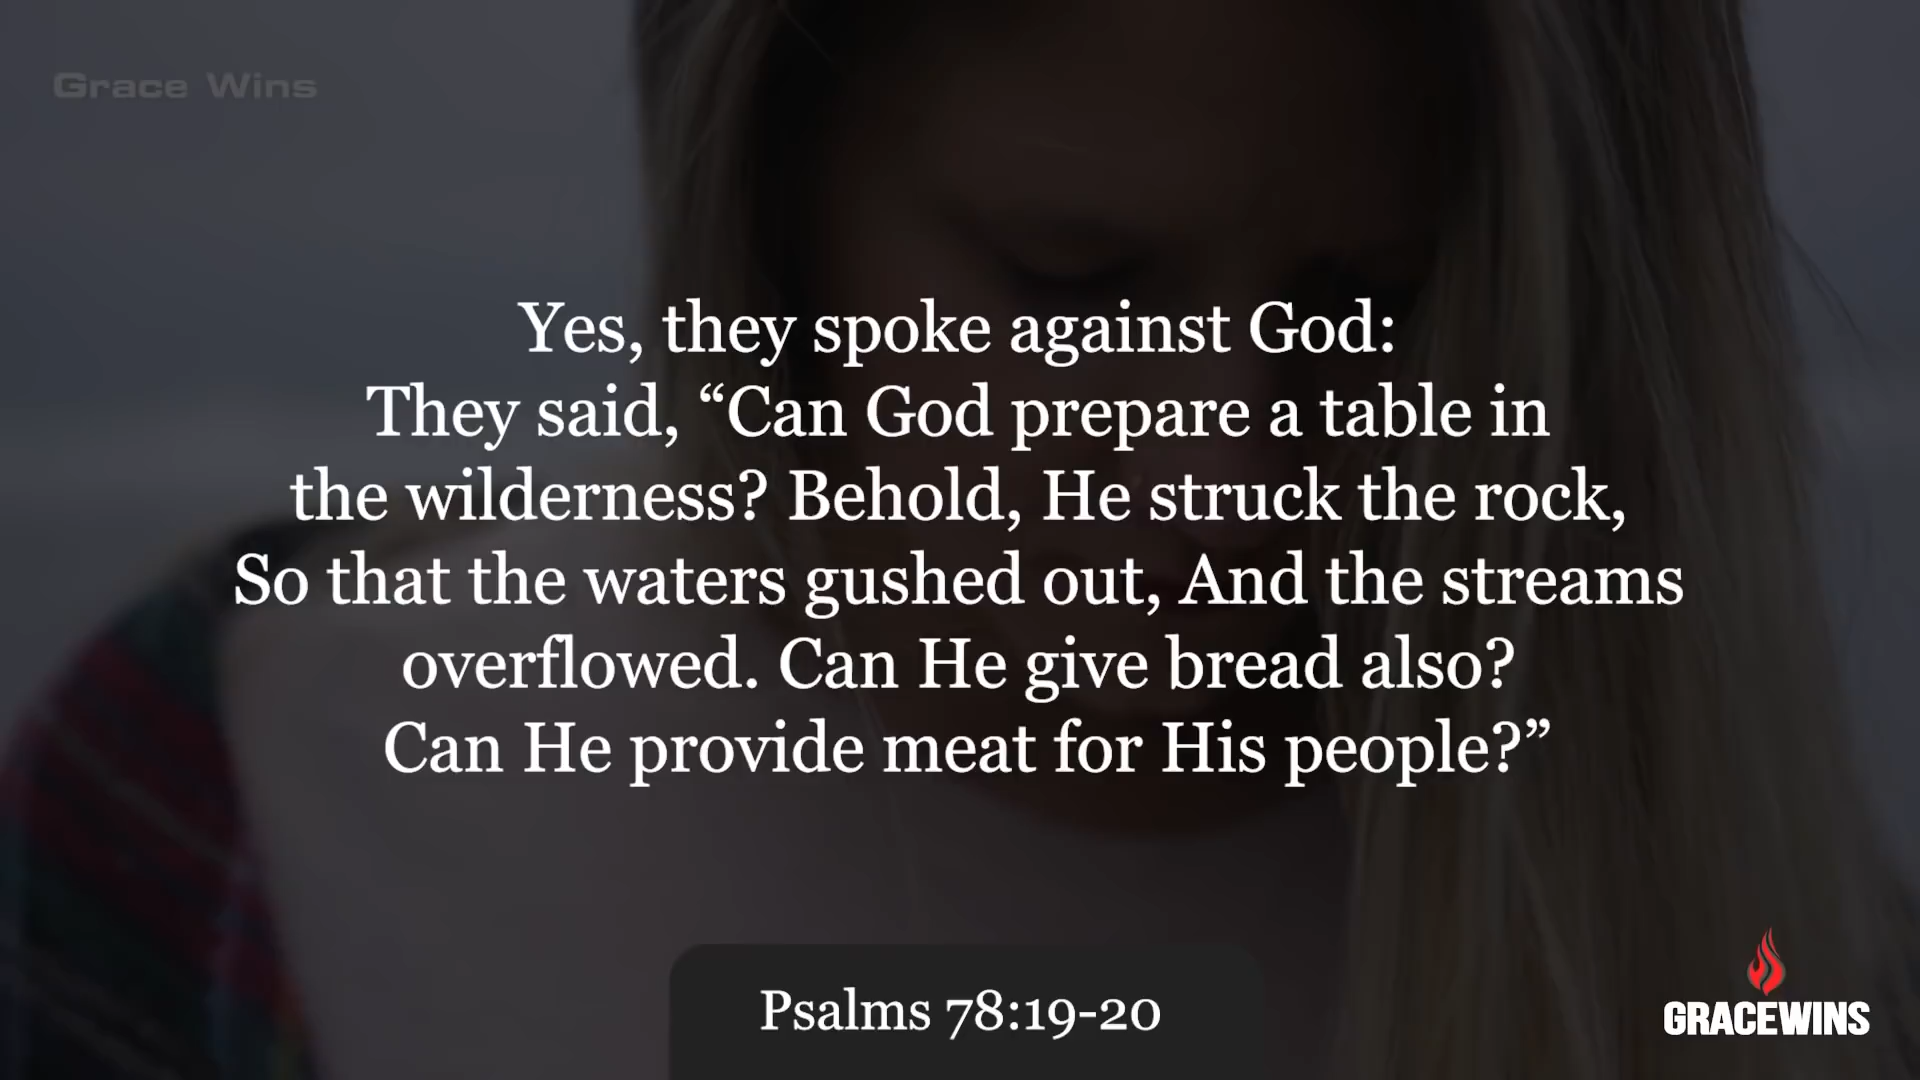 Grace Wins
Yes, they spoke against God:
They said, “Can God prepare a table in
the wilderness? Behold, He struck the rock,
So that the waters gushed out, And the streams
overflowed. Can He give bread also?
Can He provide meat for His people?”
Psalms 78:19-20
GRACEWINS